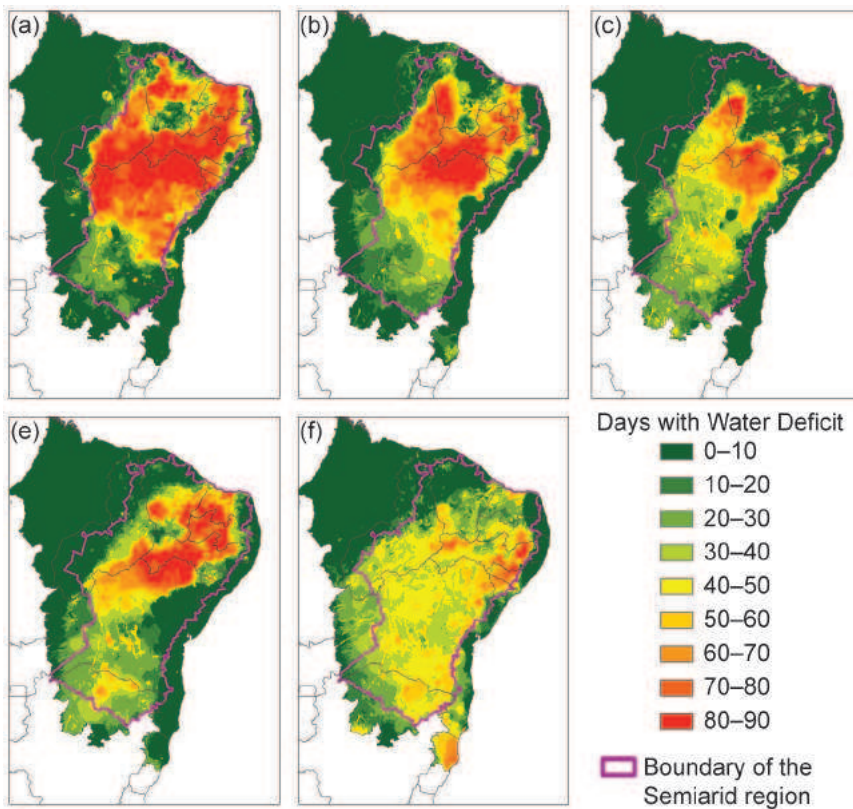 (a)
(b)
(c)
(e)
(f)
Days with Water Deficit
0–10
10–20
20–30
30–40
40–50
50–60
60–70
70–80
80–90
Boundary of the
Semiarid region